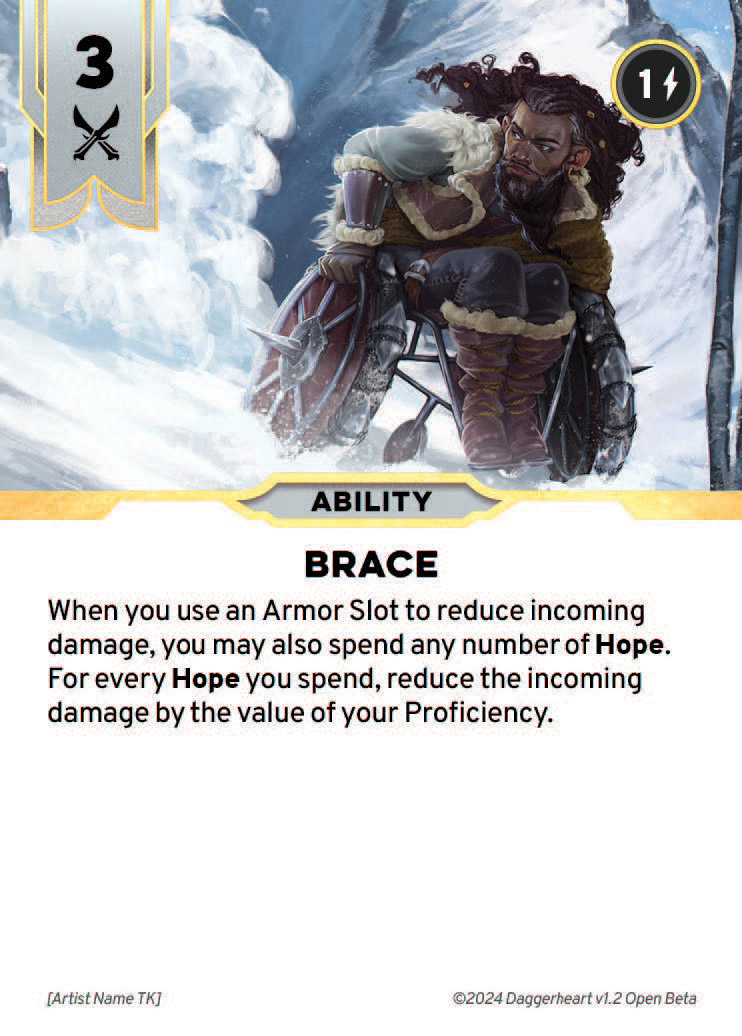 3
1
ABILITY
BRACE
When you use an Armor Slot to reduce incoming
damage, you may also spend any number of Hope.
For every Hope you spend, reduce the incoming
damage by the value of your Proficiency.
[Artist Name TK]
©2024 Daggerheart v1.2 Open Beta